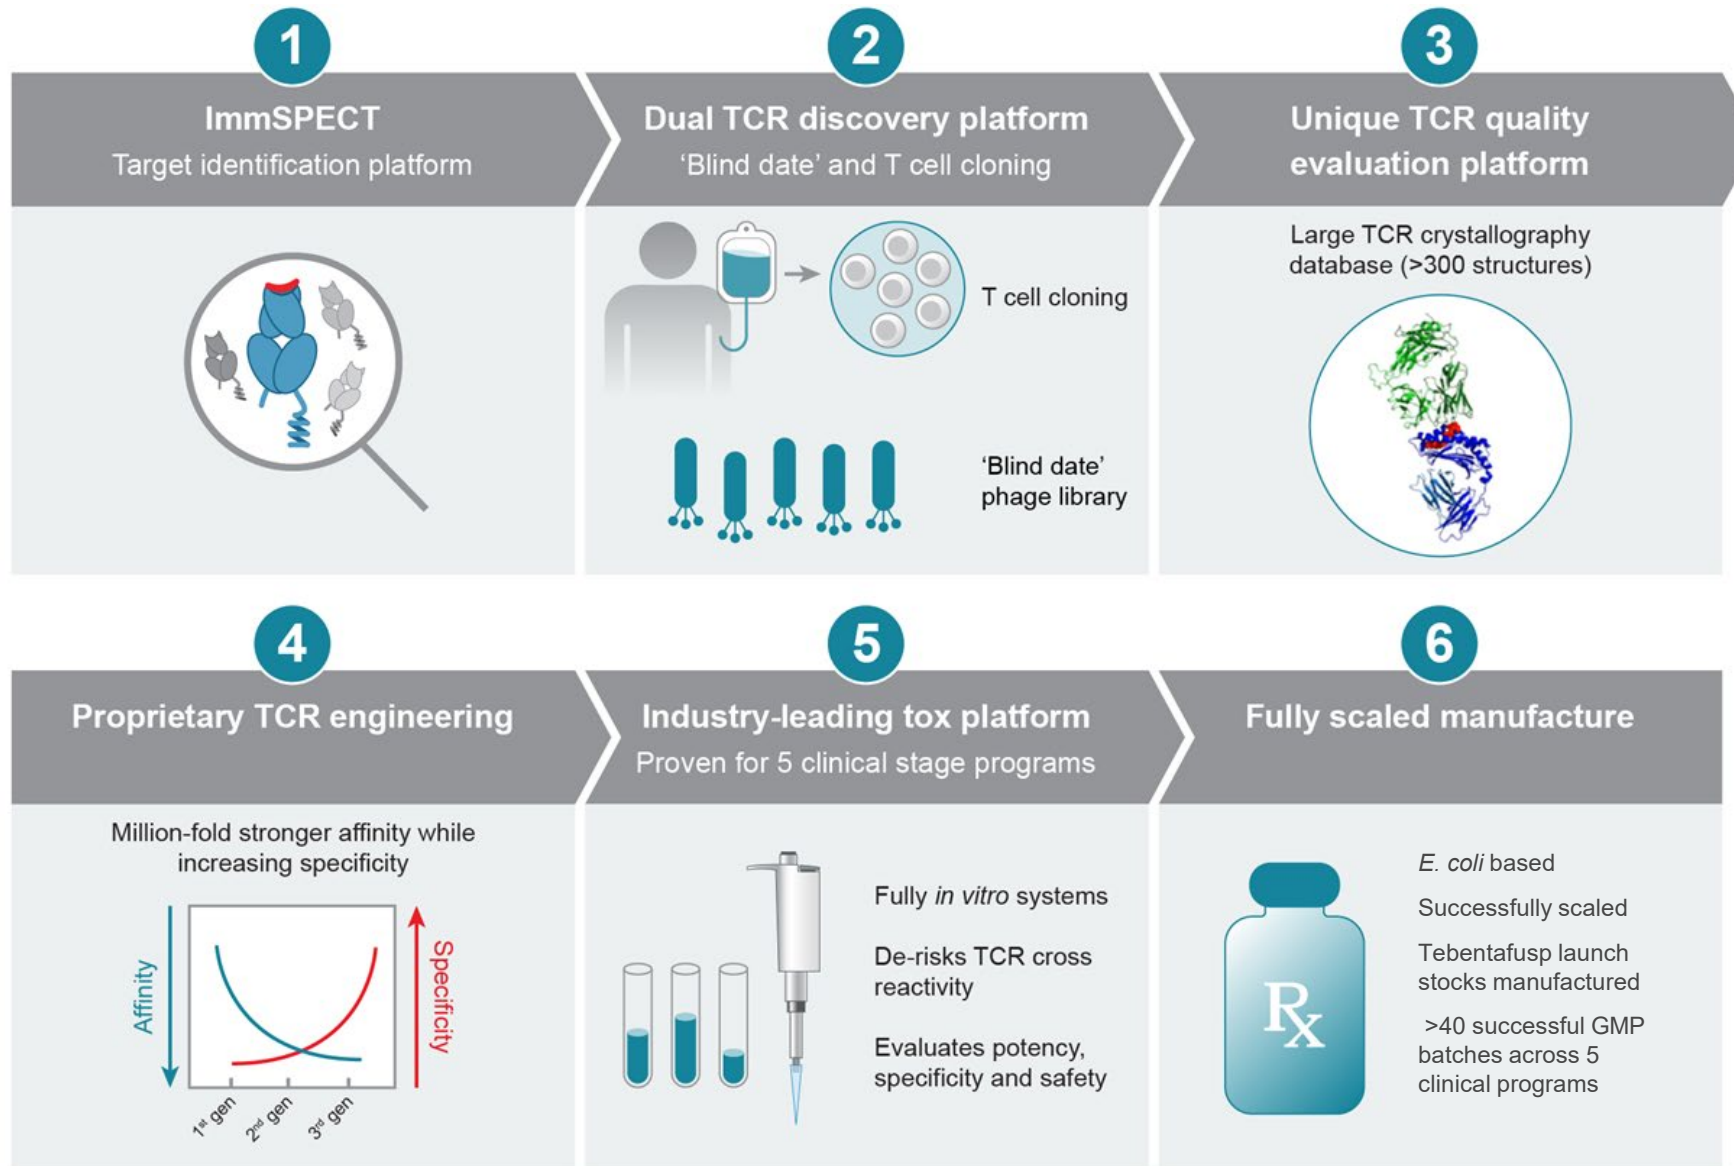 1
ImmSPECT
Target identification platform
2
Dual TCR discovery platform
‘Blind date’ and T cell cloning
T cell cloning
‘Blind date’
phage library
3
Unique TCR quality
evaluation platform
Large TCR crystallography
database (>300 structures)
4
Proprietary TCR engineering
Million-fold stronger affinity while
increasing specificity
Affinity
Specificity
1st gen
2nd gen
3rd gen
5
Industry-leading tox platform
Proven for 5 clinical stage programs
Fully in vitro systems
De-risks TCR cross
reactivity
Evaluates potency,
specificity and safety
6
Fully scaled manufacture
Rx
E. coli based
Successfully scaled
Tebentafusp launch
stocks manufactured
>40 successful GMP
batches across 5
clinical programs